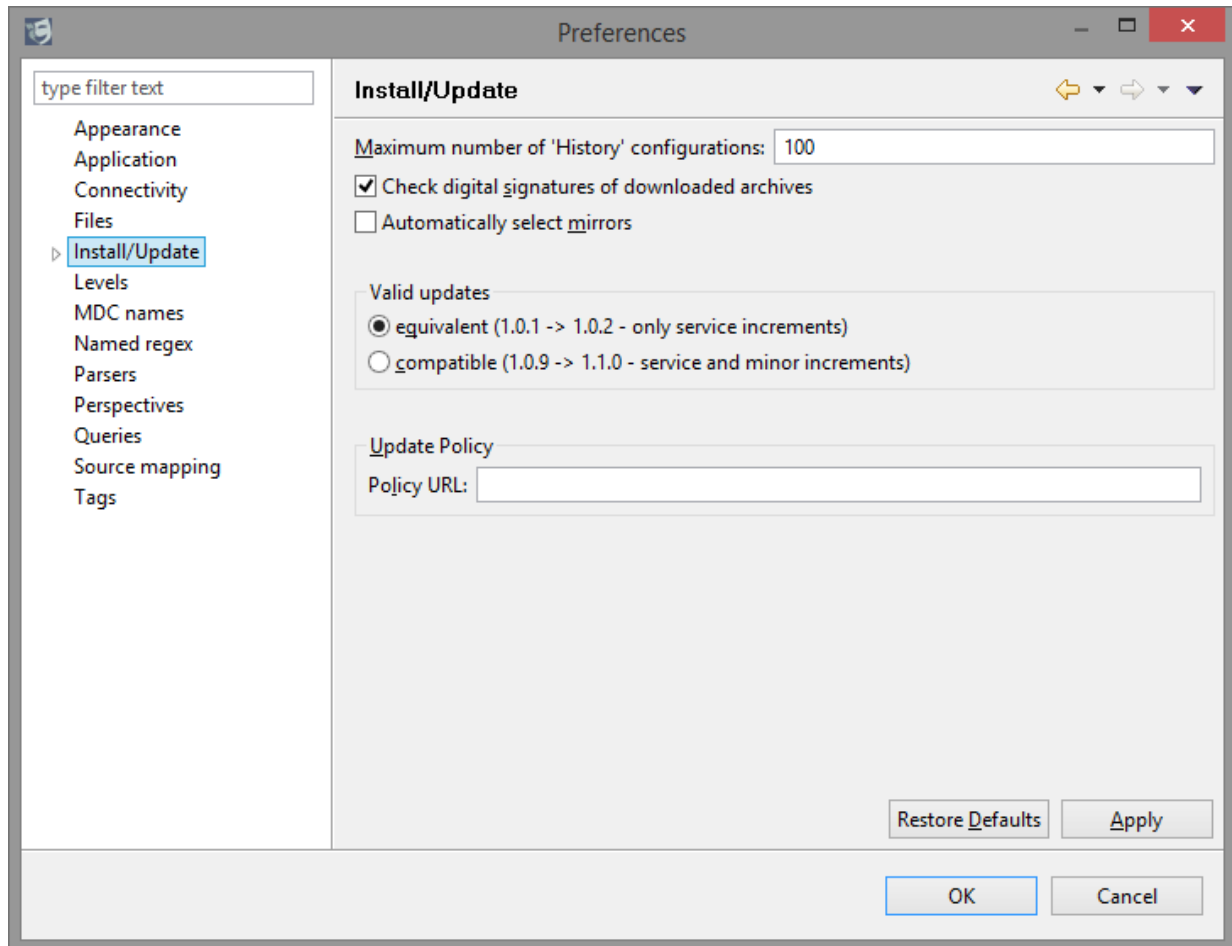 Preferences
type filter text
Appearance
Application
Connectivity
Files
Install/Update
Levels
MDC names
Named regex
Parsers
Perspectives
Queries
Source mapping
Tags
Install/Update
Maximum number of 'History' configurations: 100
Check digital signatures of downloaded archives
Automatically select mirrors
Valid updates
equivalent (1.0.1 -> 1.0.2 - only service increments)
compatible (1.0.9 -> 1.1.0 - service and minor increments)
Update Policy
Policy URL:
Restore Defaults
Apply
OK
Cancel